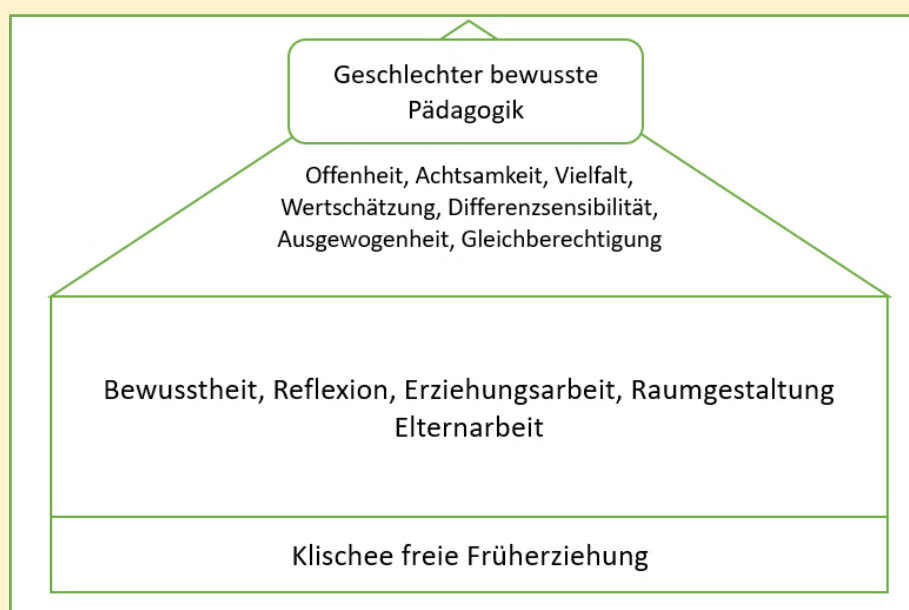 Geschlechter bewusste
Pädagogik
Offenheit, Achtsamkeit, Vielfalt,
Wertschätzung, Differenzsensibilität,
Ausgewogenheit, Gleichberechtigung
Bewusstheit, Reflexion, Erziehungsarbeit, Raumgestaltung
Elternarbeit
Klischee freie Früherziehung